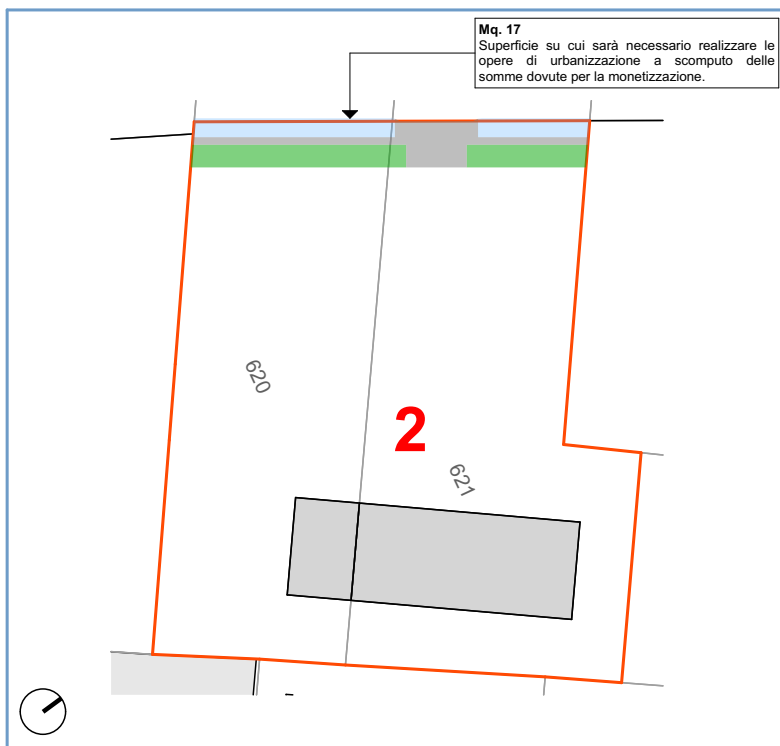 Mq. 17
Superficie su cui sarà necessario realizzare le
opere di urbanizzazione a scomputo delle
somme dovute per la monetizzazione.
620
2
621